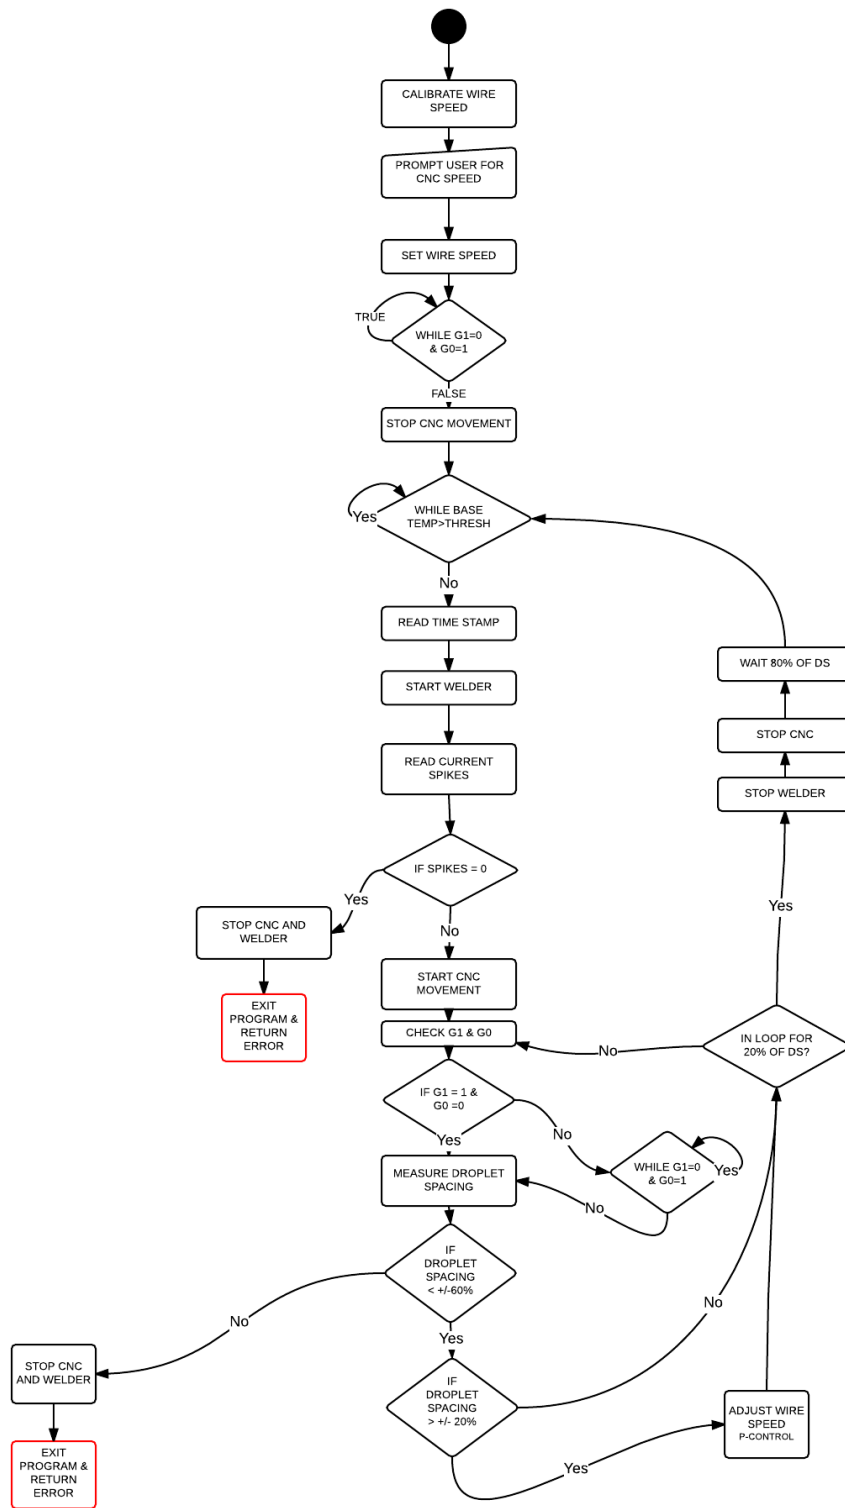 CALIBRATE WIRE
SPEED
PROMPT USER FOR
CNC SPEED
SET WIRE SPEED
TRUE
WHILE G1=0
& G0=1
FALSE
STOP CNC MOVEMENT
WHILE BASE
TEMP>THRESH
Yes
No
READ TIME STAMP
START WELDER
READ CURRENT
SPIKES
WAIT 80% OF DS
STOP CNC
STOP WELDER
IF SPIKES = 0
Yes
Yes
STOP CNC AND
WELDER
No
EXIT
PROGRAM &
RETURN
ERROR
START CNC
MOVEMENT
CHECK G1 & G0
No
IN LOOP FOR
20% OF DS?
IF G1 = 1 &
G0 =0
No
Yes
WHILE G1=0
& G0=1
Yes
MEASURE DROPLET
SPACING
No
IF
DROPLET
SPACING
< +/-60%
No
No
Yes
STOP CNC
AND WELDER
IF
DROPLET
SPACING
> +/- 20%
ADJUST WIRE
SPEED
P-CONTROL
EXIT
PROGRAM &
RETURN
ERROR
Yes